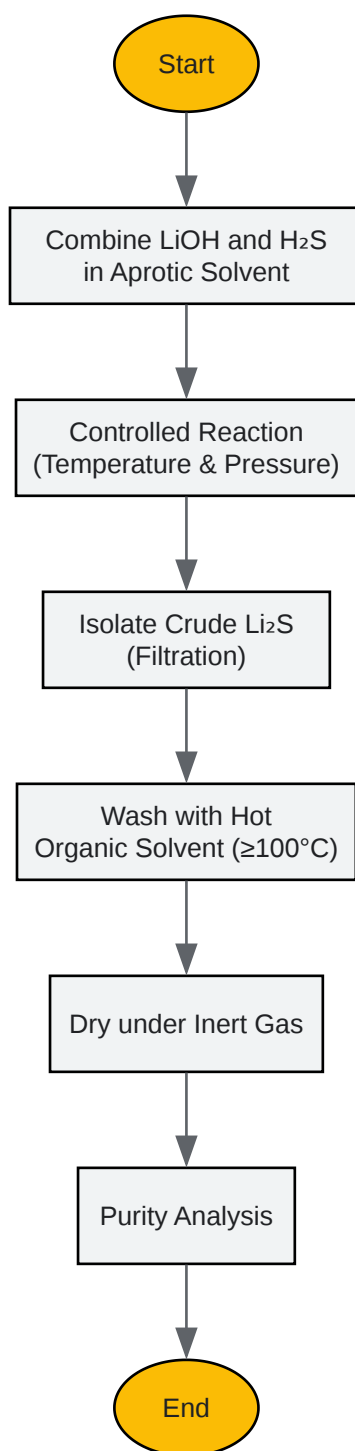 Start
Combine LiOH and H₂S
in Aprotic Solvent
Controlled Reaction
(Temperature & Pressure)
Isolate Crude Li₂S
(Filtration)
Wash with Hot
Organic Solvent (≥100°C)
Dry under Inert Gas
Purity Analysis
End